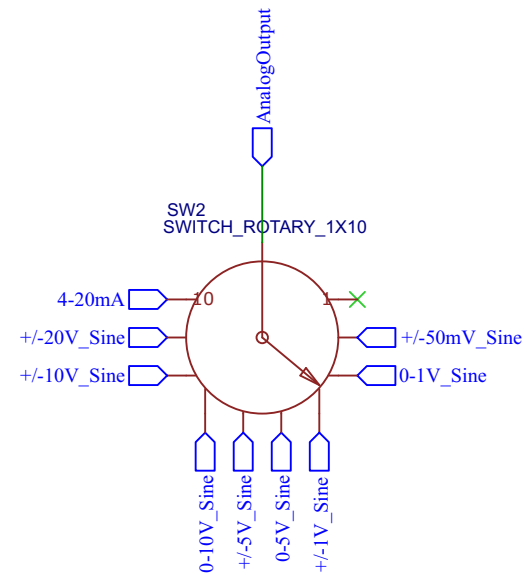 AnalogOutput
SW2
SWITCH_ROTARY_1X10
4-20mA
10
1
+/-20V_Sine
+/-50mV_Sine
+/-10V_Sine
0-1V_Sine
0-10V_Sine
+/-5V_Sine
0-5V_Sine
+/-1V_Sine